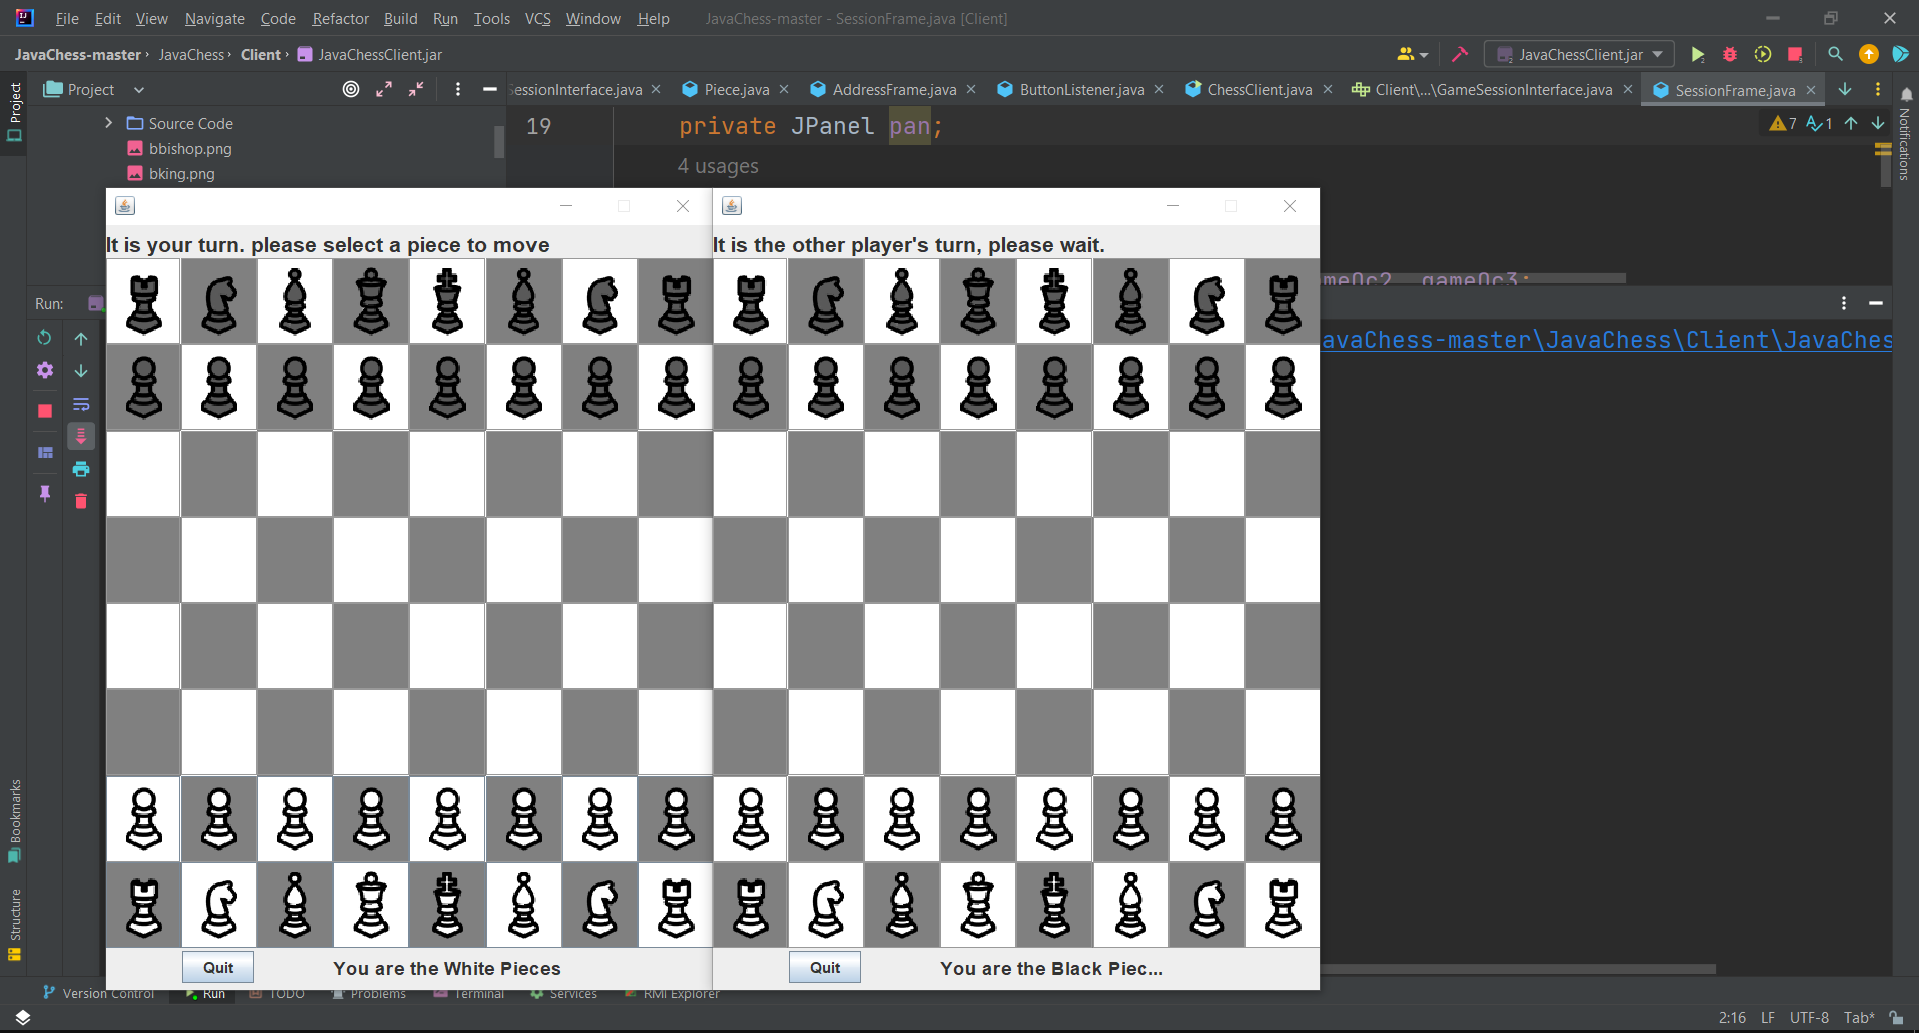 File Edit View Navigate Code Refactor Build Run Tools VCS Window Help JavaChess-master - SessionFrame.java [Client]
JavaChess-master JavaChess Client JavaChessClient.jar JavaChessClient.jar
Project
Project
essionInterface.java Piece.java AddressFrame.java ButtonListener.java ChessClient.java Client\...\GameSessionInterface.java SessionFrame.java
Notifications
Source Code
bbishop.png
bking.png
19 private JPanel pan;
7 1
4 usages
It is your turn. please select a piece to move
It is the other player's turn, please wait.
meOc2, gameOc3;
Run:
avaChess-master\JavaChess\Client\JavaChes
Bookmarks
Structure
Quit You are the White Pieces
Quit You are the Black Piec...
Version Control Run TODO Problems Terminal Services RMI Explorer
2:16 LF UTF-8 Tab*